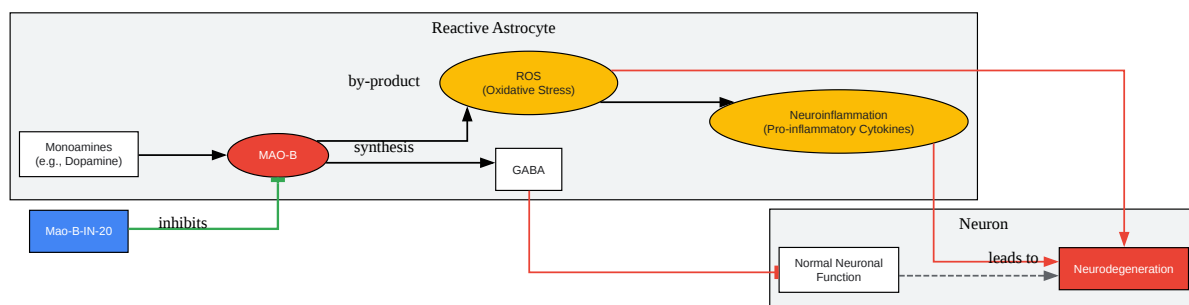 Reactive Astrocyte
ROS
(Oxidative Stress)
by-product
Neuroinflammation
(Pro-inflammatory Cytokines)
Monoamines
(e.g., Dopamine)
MAO-B
synthesis
GABA
Mao-B-IN-20
inhibits
Neuron
Normal Neuronal
Function
leads to
Neurodegeneration